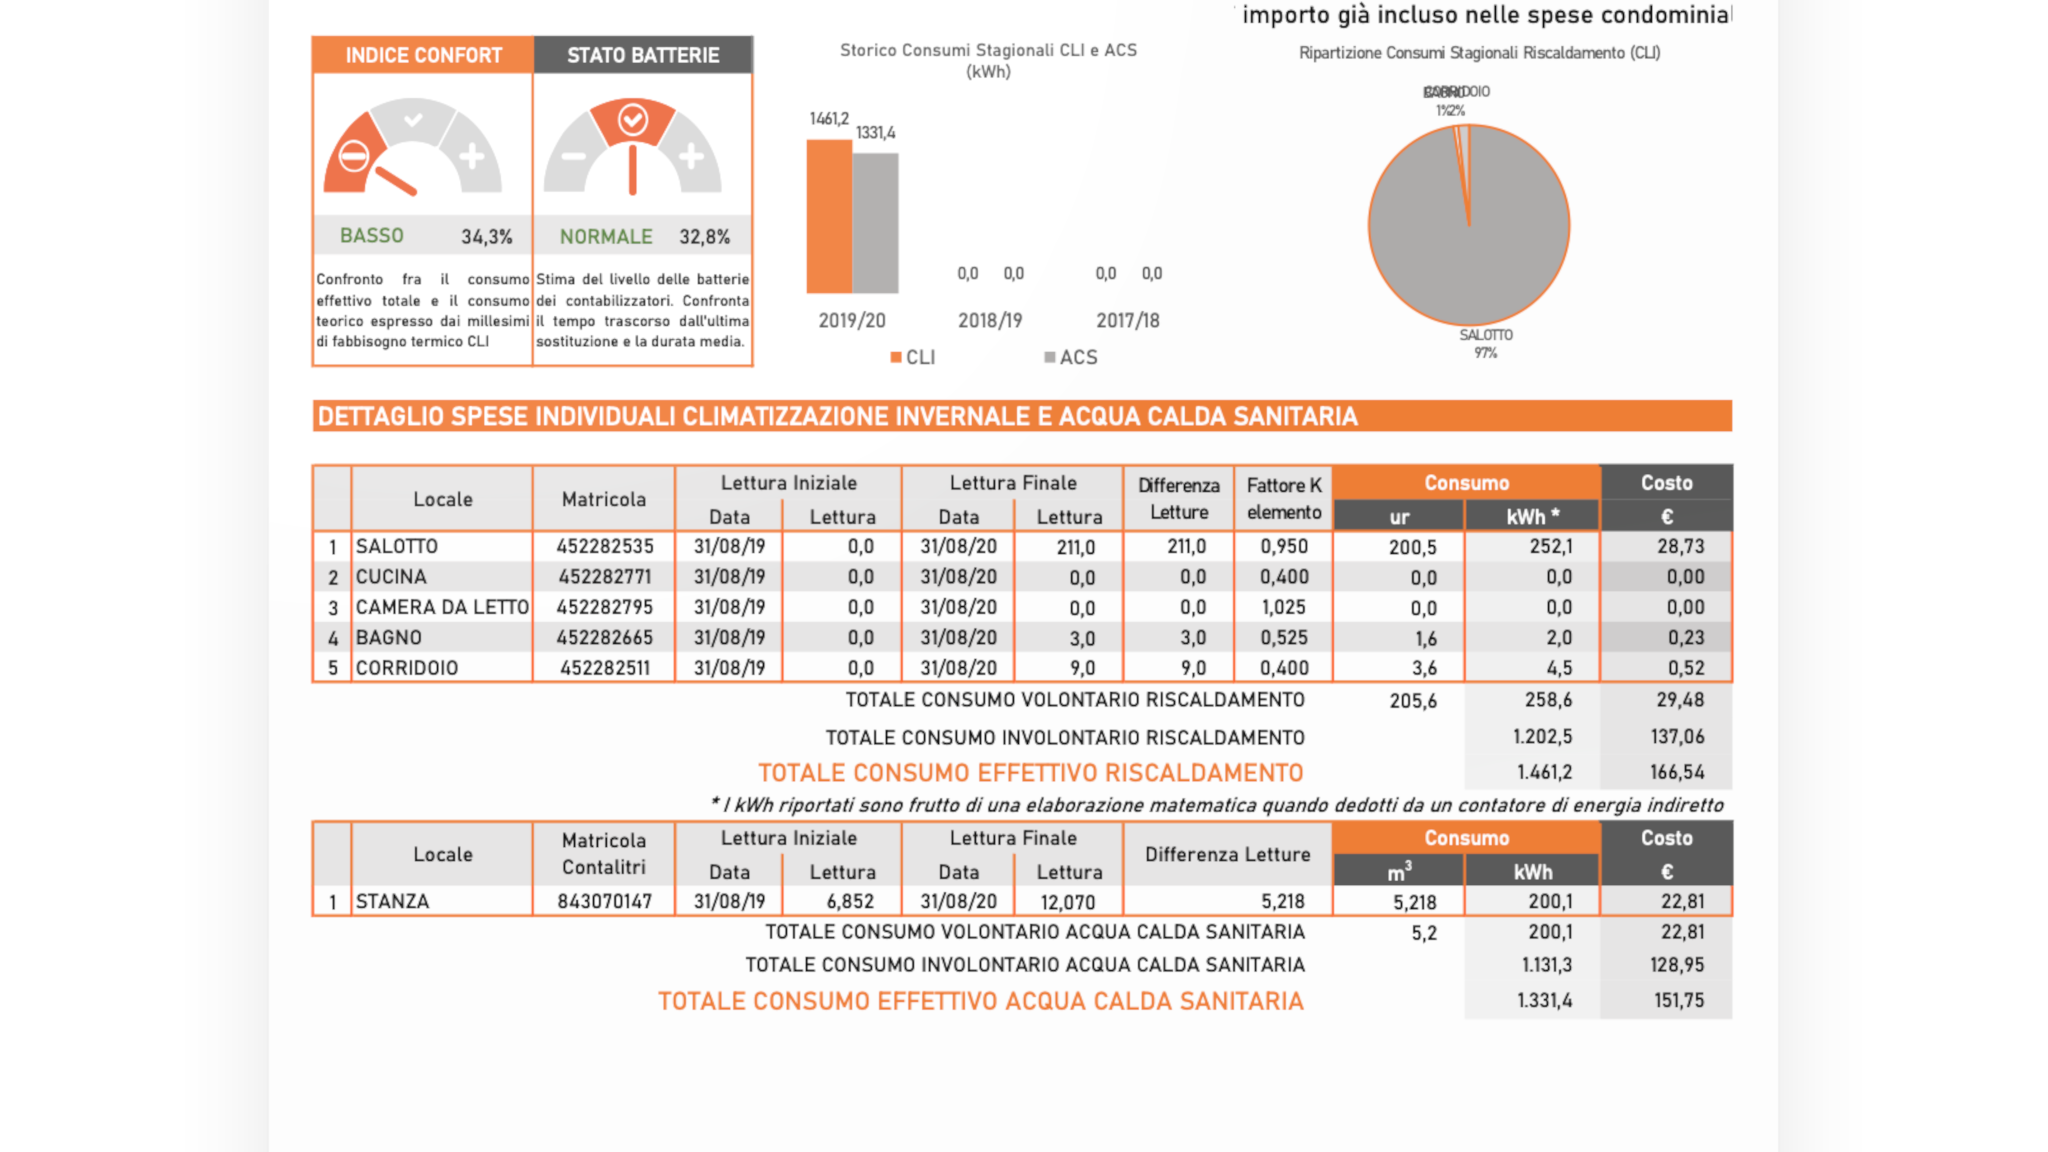 importo già incluso nelle spese condominial
INDICE CONFORT
STATO BATTERIE
BASSO 34,3%
NORMALE 32,8%
Confronto fra il consumo
effettivo totale e il consumo
teorico espresso dai millesimi
di fabbisogno termico CLI
Stima del livello delle batterie
dei contabilizzatori. Confronta
il tempo trascorso dall'ultima
sostituzione e la durata media.
Storico Consumi Stagionali CLI e ACS
(kWh)
1461,2
1331,4
0,0 0,0 0,0 0,0
2019/20 2018/19 2017/18
CLI ACS
Ripartizione Consumi Stagionali Riscaldamento (CLI)
BAGNO CORRIDOIO
1% 2%
SALOTTO
97%
DETTAGLIO SPESE INDIVIDUALI CLIMATIZZAZIONE INVERNALE E ACQUA CALDA SANITARIA
Locale Matricola Lettura Iniziale Lettura Finale Differenza Letture Fattore K elemento Consumo Costo
Data Lettura Data Lettura ur kWh * €
1 SALOTTO 452282535 31/08/19 0,0 31/08/20 211,0 211,0 0,950 200,5 252,1 28,73
2 CUCINA 452282771 31/08/19 0,0 31/08/20 0,0 0,0 0,400 0,0 0,0 0,00
3 CAMERA DA LETTO 452282795 31/08/19 0,0 31/08/20 0,0 0,0 1,025 0,0 0,0 0,00
4 BAGNO 452282665 31/08/19 0,0 31/08/20 3,0 3,0 0,525 1,6 2,0 0,23
5 CORRIDOIO 452282511 31/08/19 0,0 31/08/20 9,0 9,0 0,400 3,6 4,5 0,52
TOTALE CONSUMO VOLONTARIO RISCALDAMENTO 205,6 258,6 29,48
TOTALE CONSUMO INVOLONTARIO RISCALDAMENTO 1.202,5 137,06
TOTALE CONSUMO EFFETTIVO RISCALDAMENTO 1.461,2 166,54
* I kWh riportati sono frutto di una elaborazione matematica quando dedotti da un contatore di energia indiretto
Locale Matricola Contalitri Lettura Iniziale Lettura Finale Differenza Letture Consumo Costo
Data Lettura Data Lettura m³ kWh €
1 STANZA 843070147 31/08/19 6,852 31/08/20 12,070 5,218 5,218 200,1 22,81
TOTALE CONSUMO VOLONTARIO ACQUA CALDA SANITARIA 5,2 200,1 22,81
TOTALE CONSUMO INVOLONTARIO ACQUA CALDA SANITARIA 1.131,3 128,95
TOTALE CONSUMO EFFETTIVO ACQUA CALDA SANITARIA 1.331,4 151,75